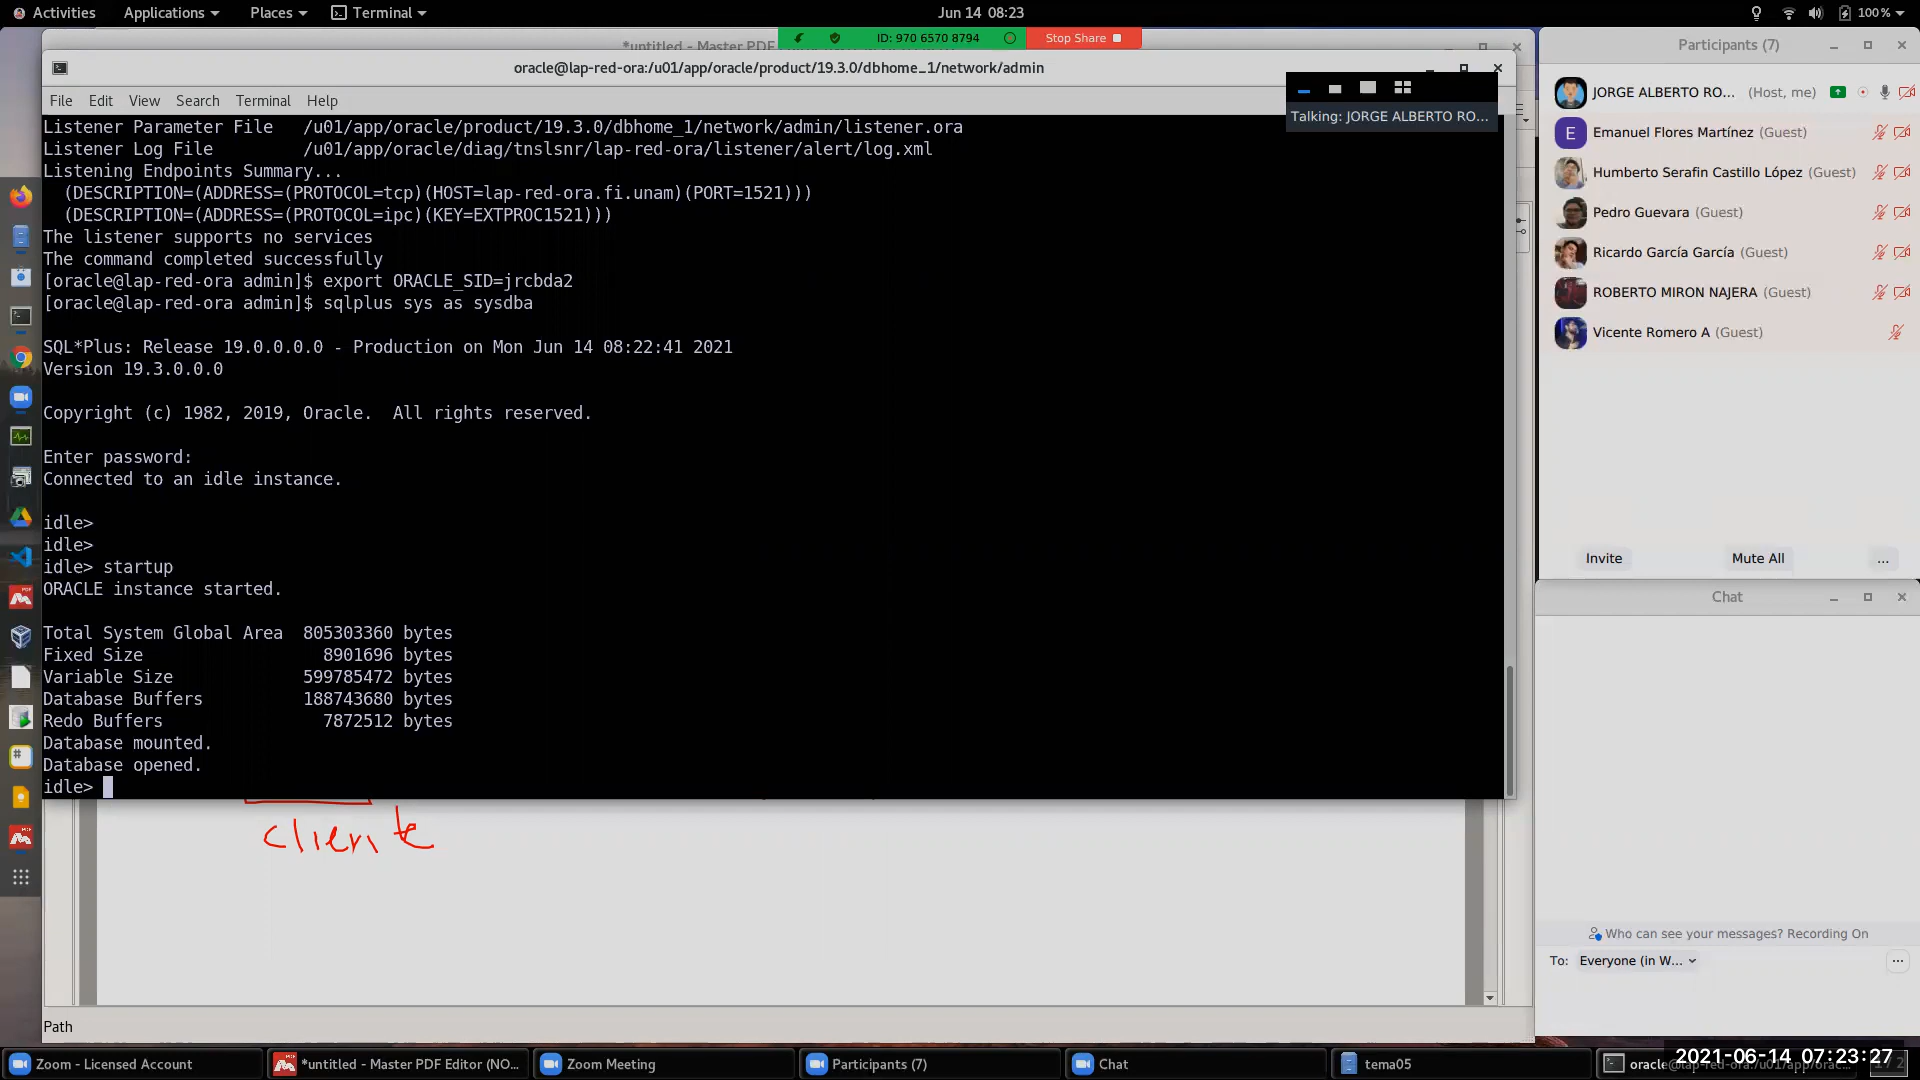 Activities Applications Places Terminal Jun 14 08:23 100%
*untitled - Master PDF
ID: 970 6570 8794 Stop Share
oracle@lap-red-ora:/u01/app/oracle/product/19.3.0/dbhome_1/network/admin
File Edit View Search Terminal Help
Talking: JORGE ALBERTO RO...
Listener Parameter File /u01/app/oracle/product/19.3.0/dbhome_1/network/admin/listener.ora
Listener Log File /u01/app/oracle/diag/tnslsnr/lap-red-ora/listener/alert/log.xml
Listening Endpoints Summary...
(DESCRIPTION=(ADDRESS=(PROTOCOL=tcp)(HOST=lap-red-ora.fi.unam)(PORT=1521)))
(DESCRIPTION=(ADDRESS=(PROTOCOL=ipc)(KEY=EXTPROC1521)))
The listener supports no services
The command completed successfully
[oracle@lap-red-ora admin]$ export ORACLE_SID=jrcbda2
[oracle@lap-red-ora admin]$ sqlplus sys as sysdba
SQL*Plus: Release 19.0.0.0.0 - Production on Mon Jun 14 08:22:41 2021
Version 19.3.0.0.0
Copyright (c) 1982, 2019, Oracle. All rights reserved.
Enter password:
Connected to an idle instance.
idle>
idle>
idle> startup
ORACLE instance started.
Total System Global Area 805303360 bytes
Fixed Size 8901696 bytes
Variable Size 599785472 bytes
Database Buffers 188743680 bytes
Redo Buffers 7872512 bytes
Database mounted.
Database opened.
idle>
cliente
Path
Participants (7)
JORGE ALBERTO RO... (Host, me)
E Emanuel Flores Martínez (Guest)
Humberto Serafin Castillo López (Guest)
Pedro Guevara (Guest)
Ricardo García García (Guest)
ROBERTO MIRON NAJERA (Guest)
Vicente Romero A (Guest)
Invite Mute All ...
Chat
Who can see your messages? Recording On
To: Everyone (in W... ...
Zoom - Licensed Account *untitled - Master PDF Editor (NO... Zoom Meeting Participants (7) Chat tema05 oracle@lap-red-ora:/u01/app/orac...
2021-06-14 07:23:27